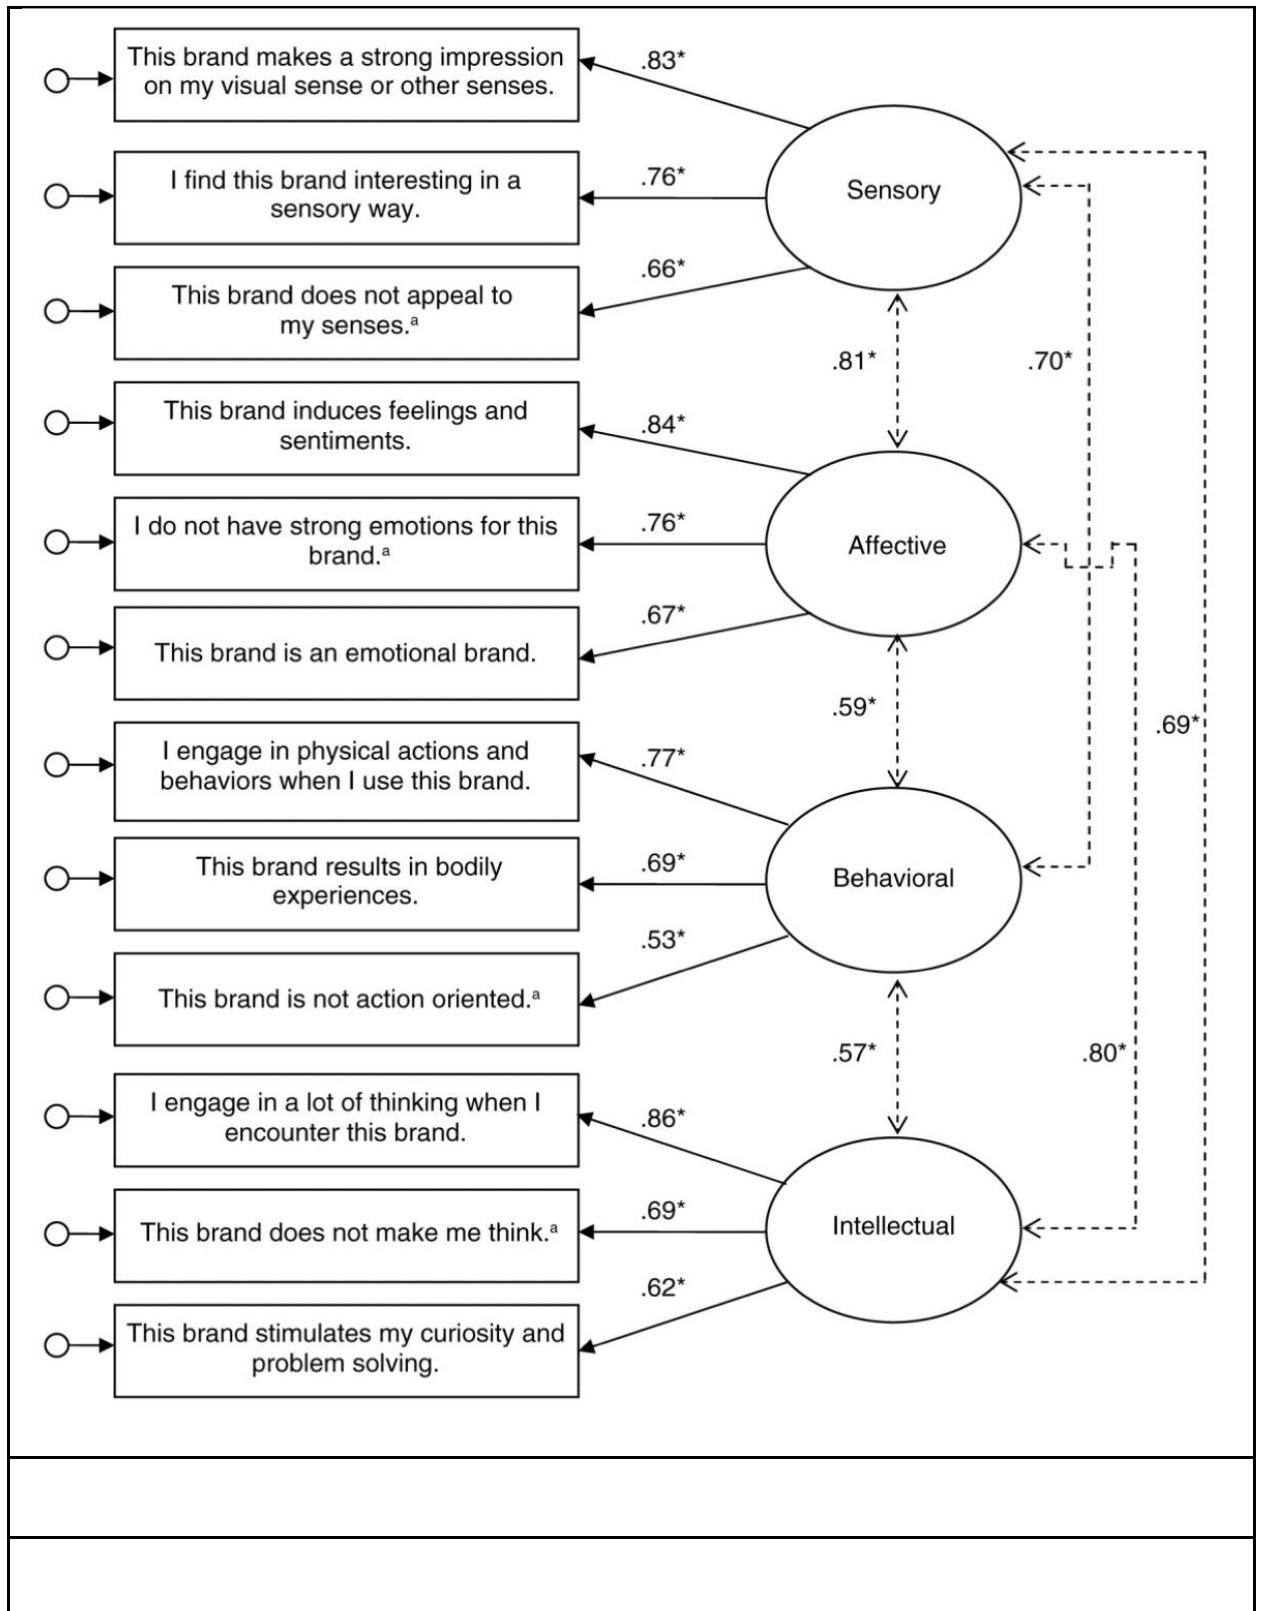 This brand makes a strong impression
on my visual sense or other senses.
.83*
I find this brand interesting in a
sensory way.
.76*
Sensory
This brand does not appeal to
my senses.ª
.66*
.81*
.70*
This brand induces feelings and
sentiments.
.84*
I do not have strong emotions for this
brand.ª
.76*
Affective
This brand is an emotional brand.
.67*
.59*
.69*
I engage in physical actions and
behaviors when I use this brand.
.77*
This brand results in bodily
experiences.
.69*
Behavioral
This brand is not action oriented.ª
.53*
.57*
.80*
I engage in a lot of thinking when I
encounter this brand.
.86*
This brand does not make me think.ª
.69*
Intellectual
This brand stimulates my curiosity and
problem solving.
.62*